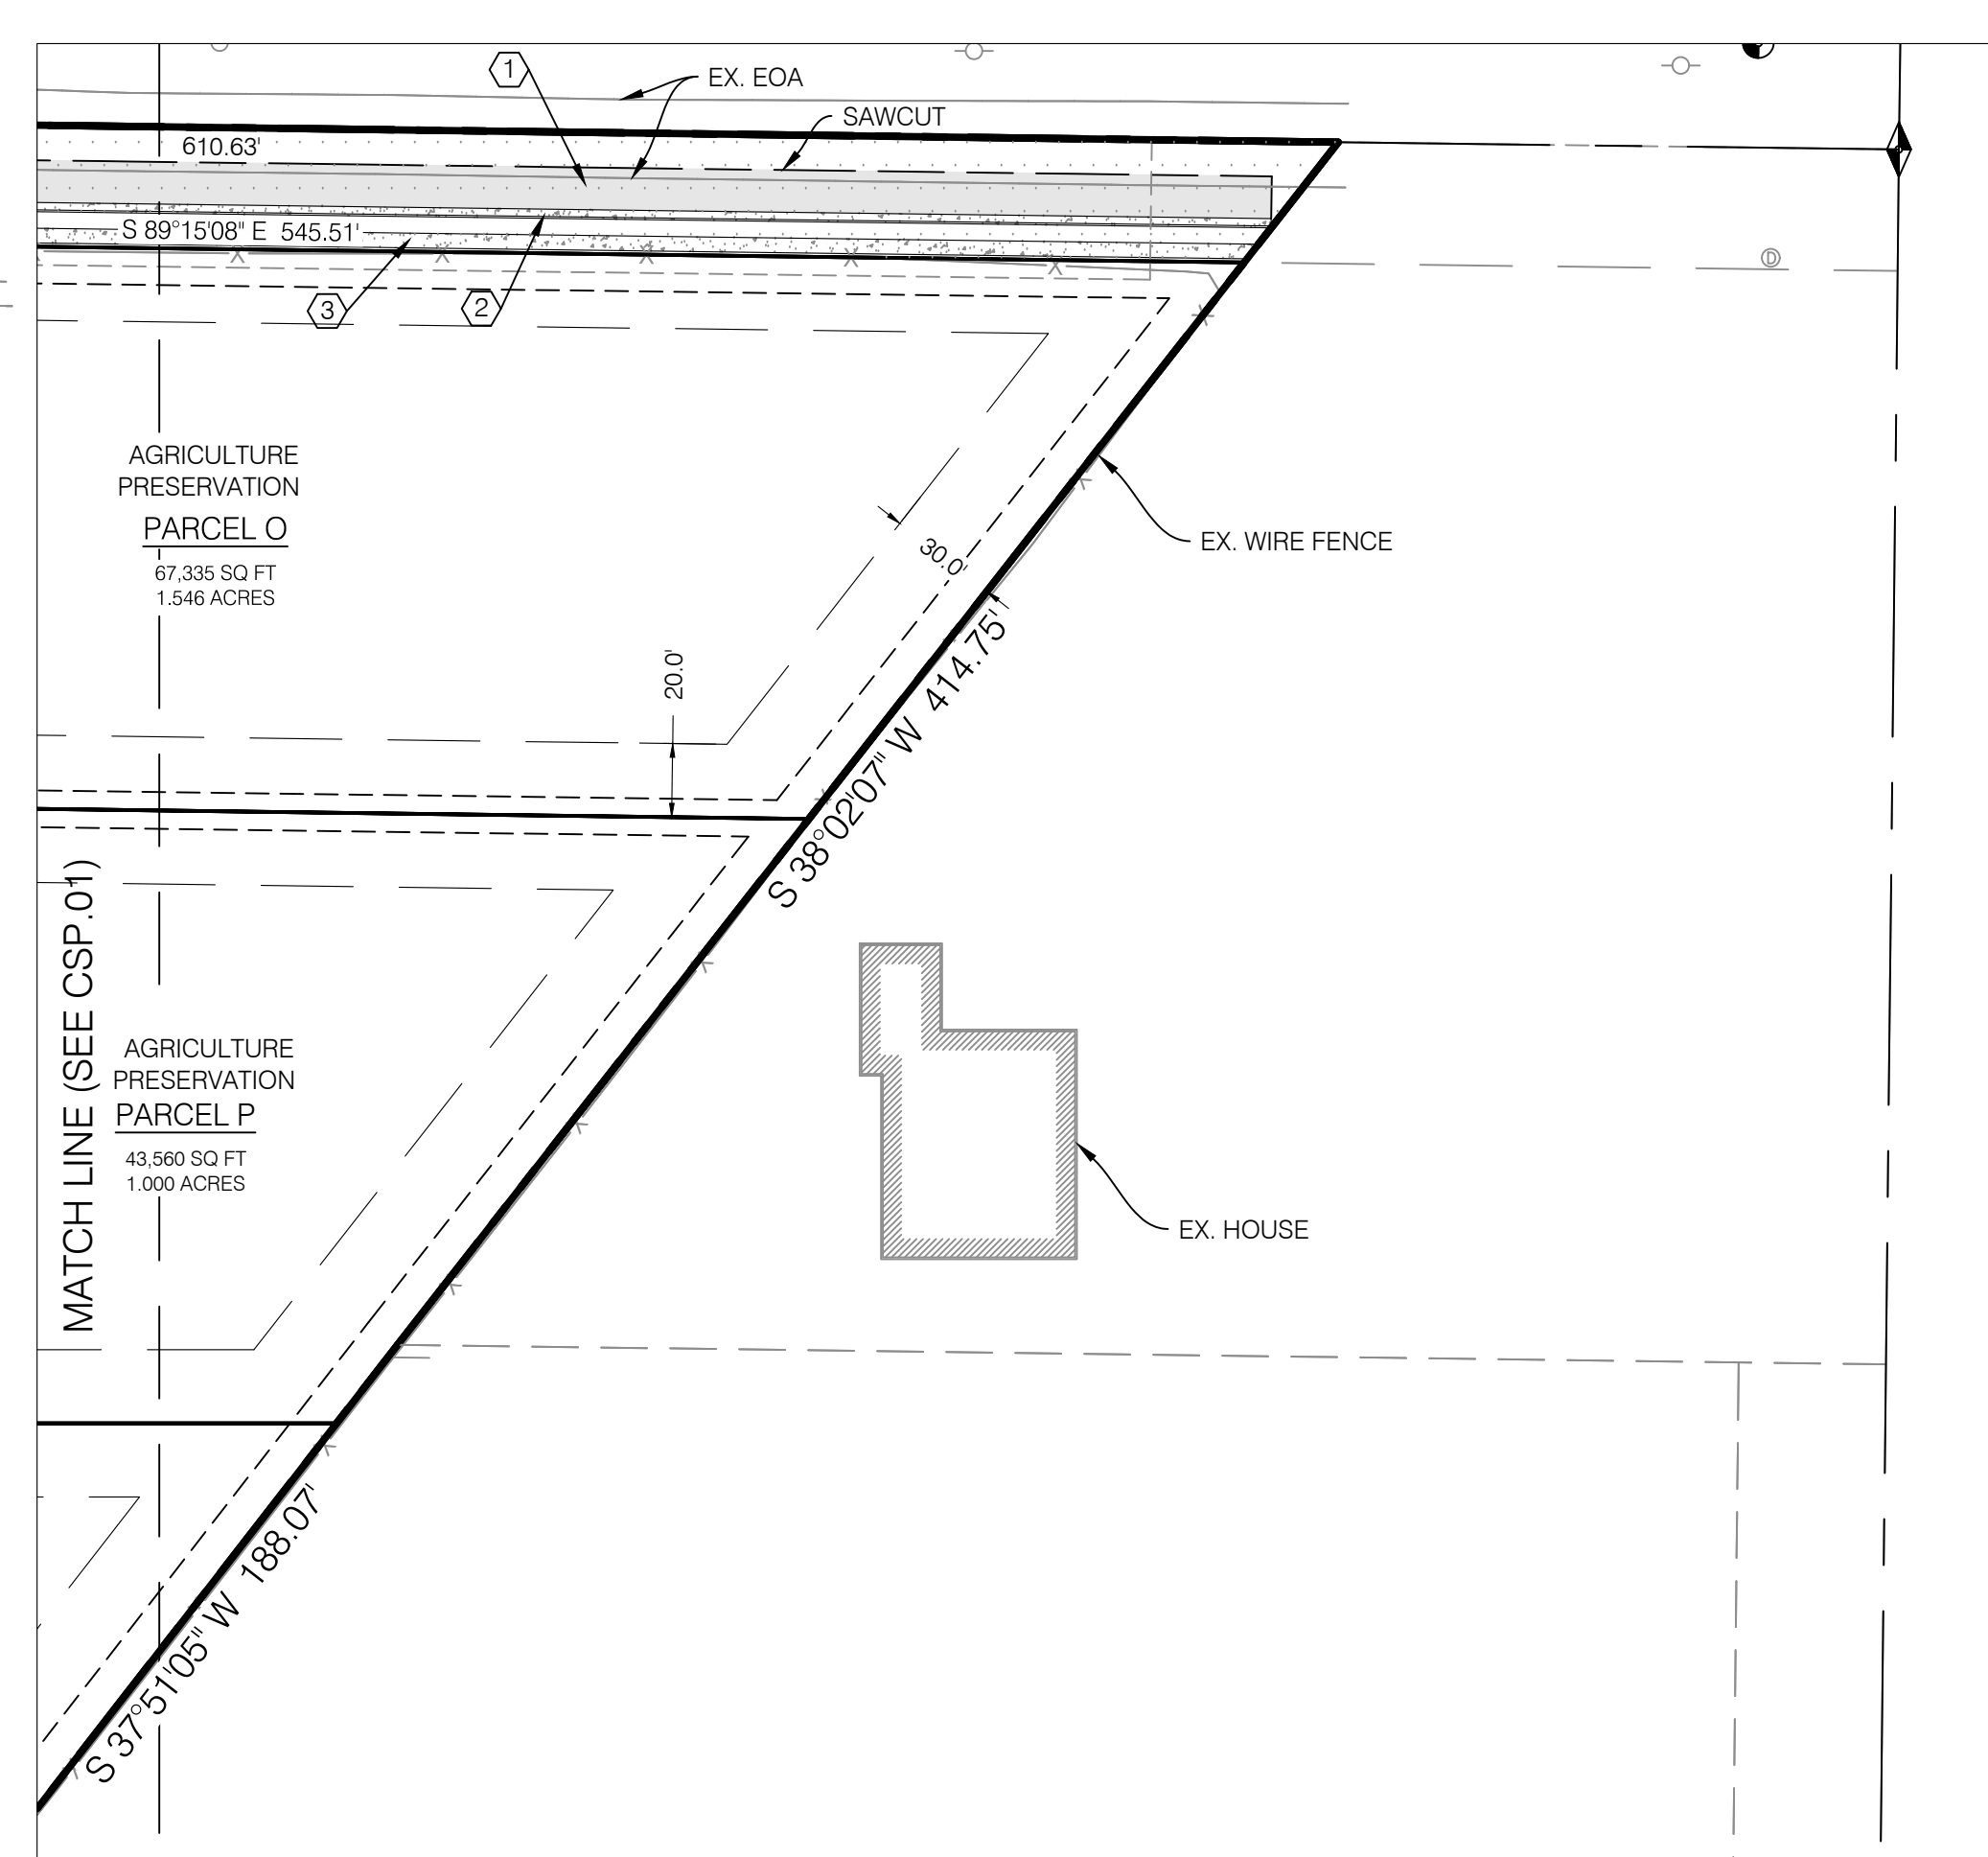 1
EX. EOA
SAWCUT
610.63'
S 89°15'08" E 545.51'
D
3
2
AGRICULTURE
PRESERVATION
PARCEL O
67,335 SQ FT
1.546 ACRES
EX. WIRE FENCE
30.0'
20.0'
S 38°02'07" W 414.75'
MATCH LINE (SEE CSP.01)
AGRICULTURE
PRESERVATION
PARCEL P
43,560 SQ FT
1.000 ACRES
EX. HOUSE
S 37°51'05" W 188.07'